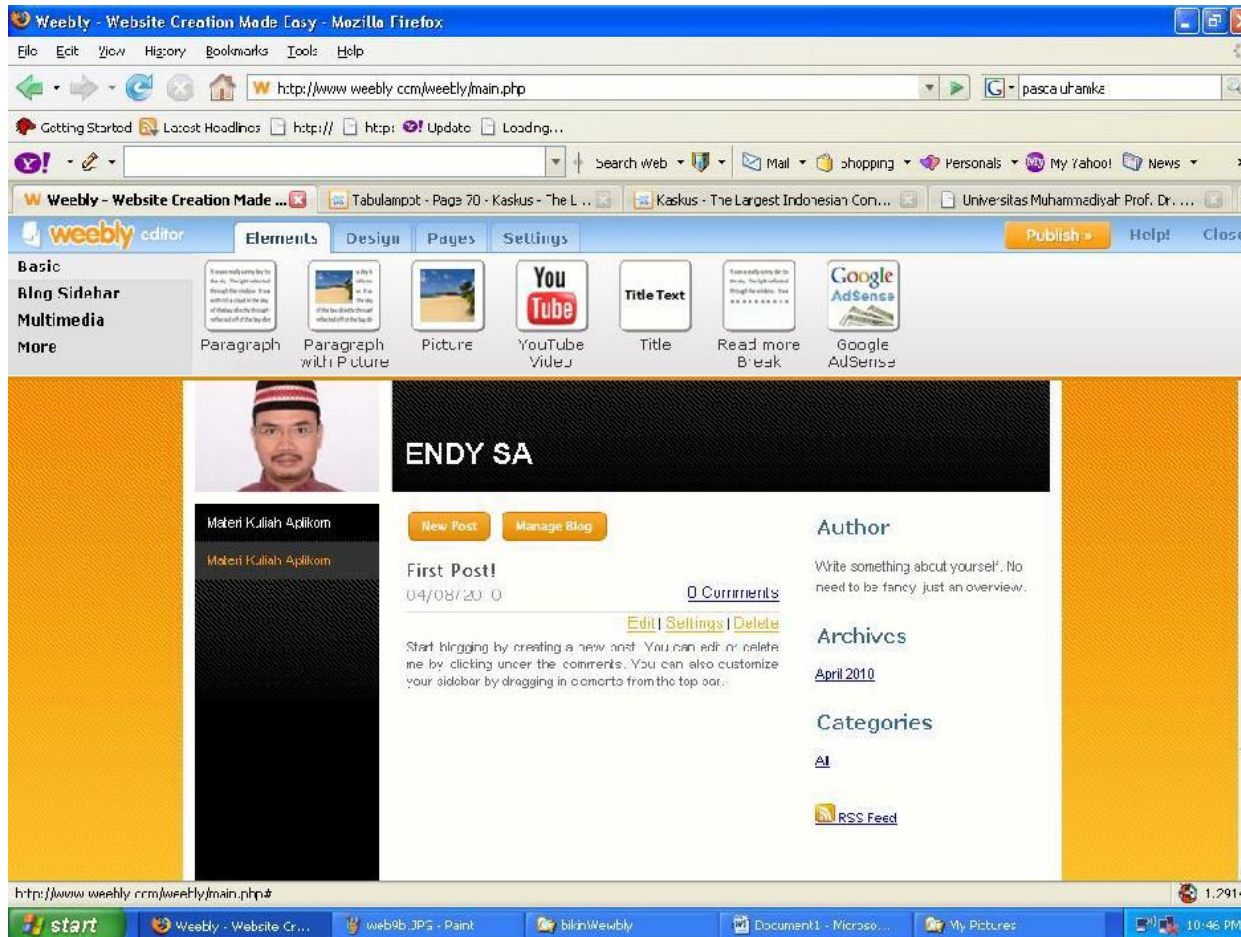 Weebly - Website Creation Made Easy - Mozilla Firefox
File Edit View History Bookmarks Tools Help
http://www.weebly.com/weebly/main.php
pasca uhamka
Getting Started Latest Headlines http:// http: Update Loading...
Search Web Mail Shopping Personals My Yahoo! News
Weebly - Website Creation Made ... Tabulampot - Page 70 - Kaskus - The L ... Kaskus - The Largest Indonesian Com... Universitas Muhammadiyah Prof. Dr. ...
weebly editor Elements Design Pages Settings Publish » Help! Close
Basic
Blog Sidebar
Multimedia
More
You
Tube
Title Text
Google
AdSense
Paragraph Paragraph with Picture Picture YouTube Video Title Read more Break Google AdSense
ENDY SA
Materi Kuliah Aplikom
Materi Kuliah Aplikom
New Post Manage Blog
First Post!
04/08/2010 0 Comments
Edit | Settings | Delete
Start blogging by creating a new post. You can edit or delete
me by clicking under the comments. You can also customize
your sidebar by dragging in elements from the top bar.
Author
Write something about yourself. No
need to be fancy, just an overview.
Archives
April 2010
Categories
All
RSS Feed
http://www.weebly.com/weebly/main.php#
1.291
start Weebly - Website Cr... web9b.JPG - Paint bikinWewbly Document1 - Microso... My Pictures 10:46 PM